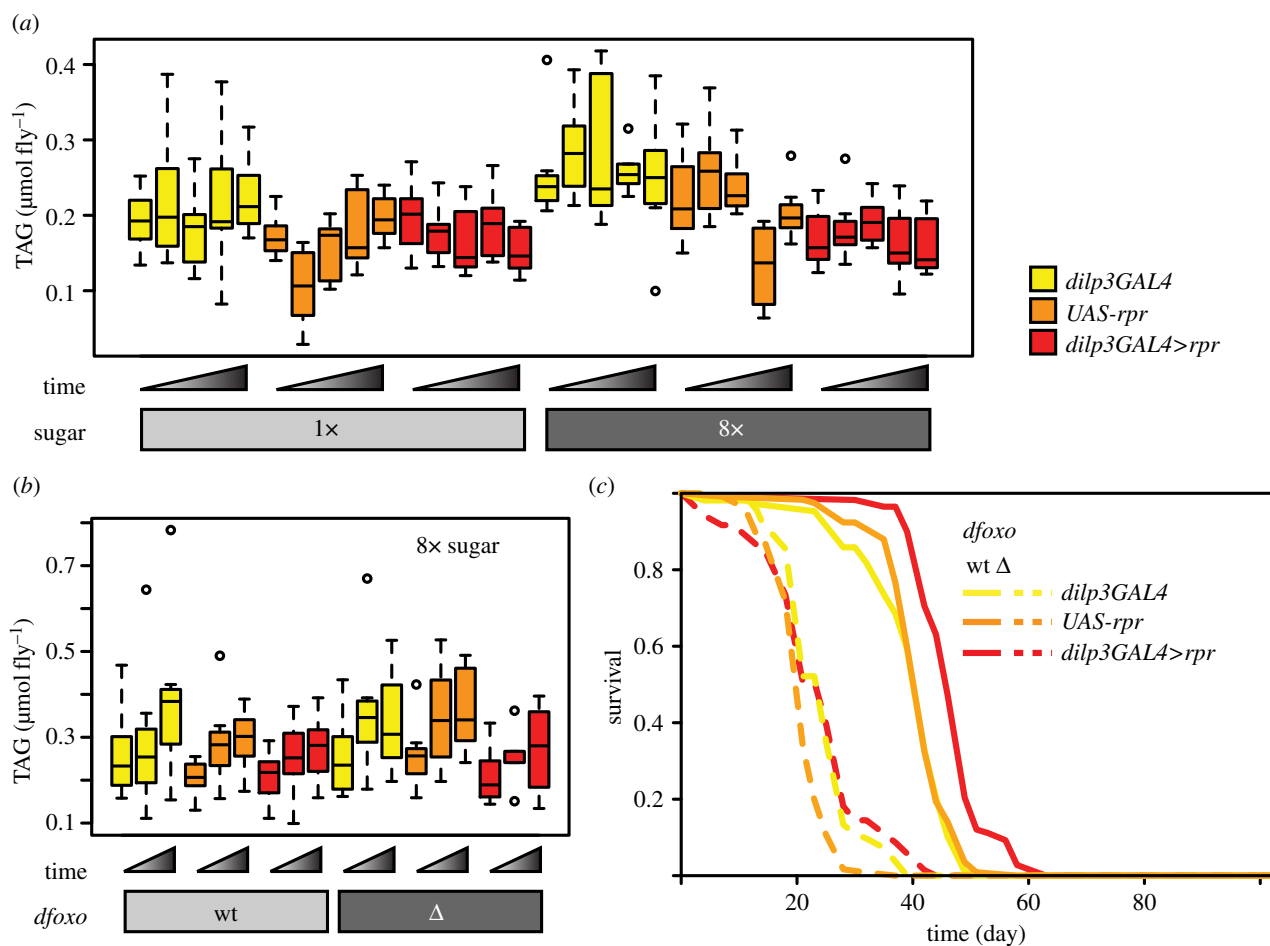 (a)
TAG (µmol fly⁻¹)
0.4
0.3
0.2
0.1
dilp3GAL4
UAS-rpr
dilp3GAL4>rpr
time
sugar
1×
8×
(b)
TAG (µmol fly⁻¹)
0.7
0.5
0.3
0.1
8× sugar
time
dfoxo
wt
Δ
(c)
survival
0.8
0.6
0.4
0.2
dfoxo
wt Δ
dilp3GAL4
UAS-rpr
dilp3GAL4>rpr
20
40
60
80
time (day)